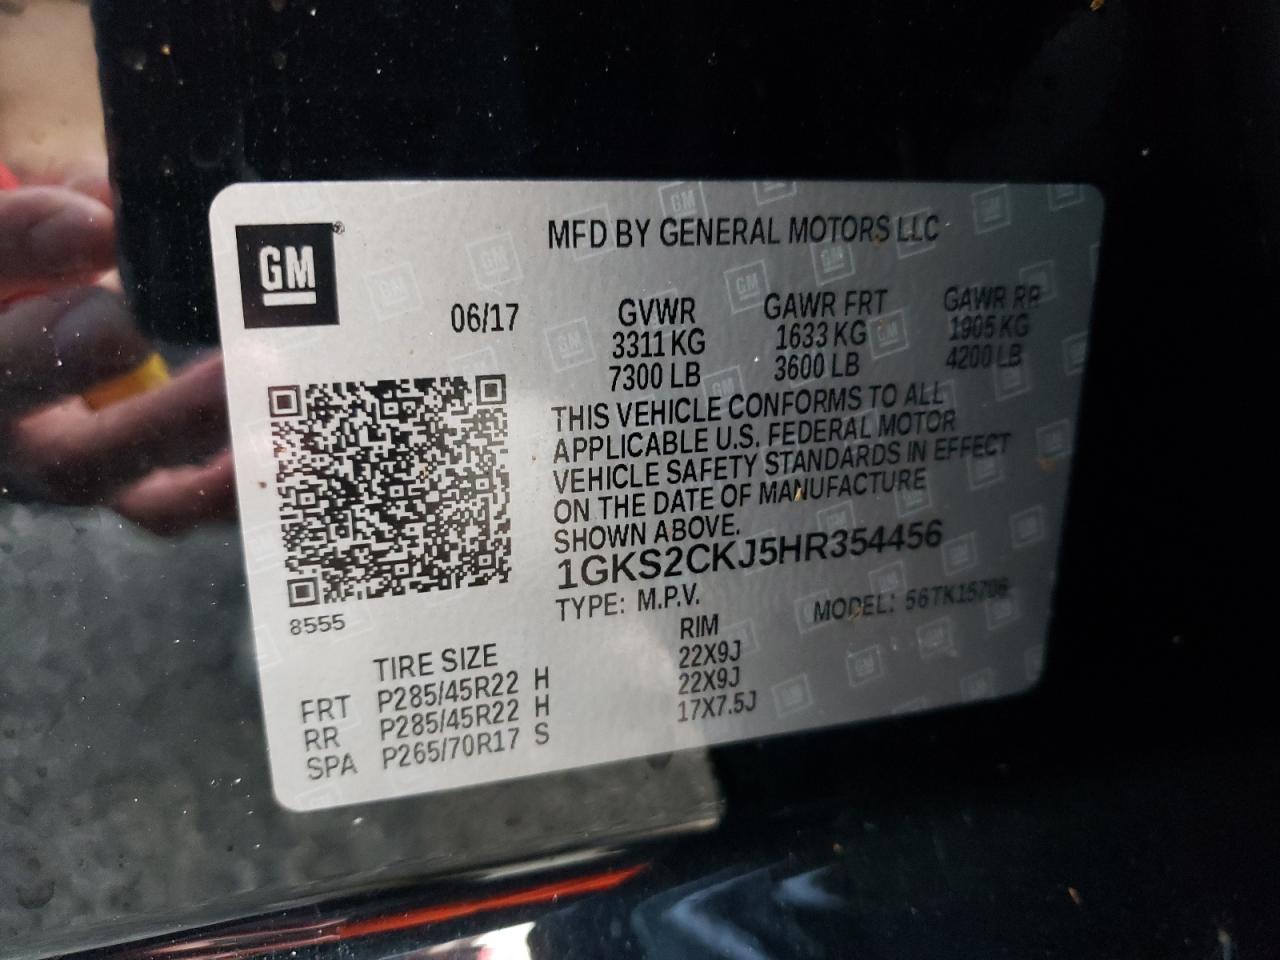 GM
MFD BY GENERAL MOTORS LLC
06/17
GVWR GAWR FRT GAWR RR
3311 KG 1633 KG 1905 KG
7300 LB 3600 LB 4200 LB
THIS VEHICLE CONFORMS TO ALL
APPLICABLE U.S. FEDERAL MOTOR
VEHICLE SAFETY STANDARDS IN EFFECT
ON THE DATE OF MANUFACTURE
SHOWN ABOVE.
1GKS2CKJ5HR354456
TYPE: M.P.V. MODEL: 56TK15706
8555
TIRE SIZE RIM
FRT P285/45R22 H 22X9J
RR P285/45R22 H 22X9J
SPA P265/70R17 S 17X7.5J